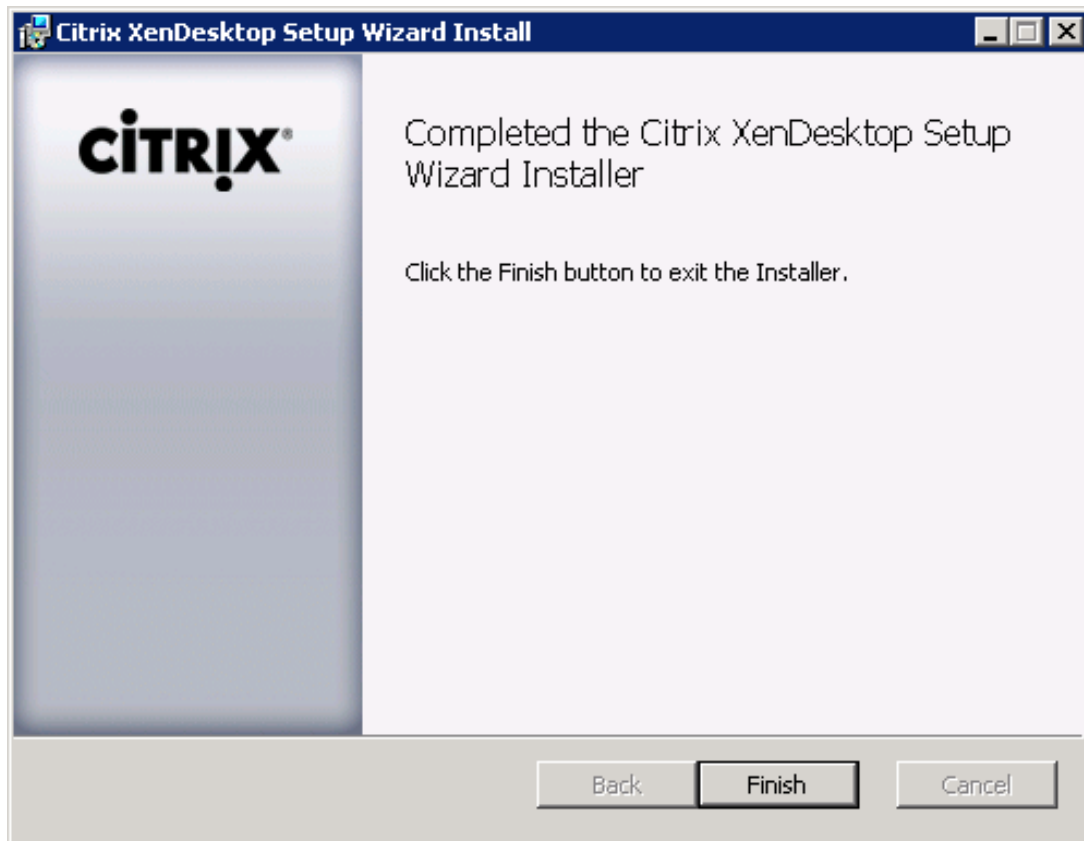 Citrix XenDesktop Setup Wizard Install
CiTRIX®
Completed the Citrix XenDesktop Setup
Wizard Installer
Click the Finish button to exit the Installer.
Back
Finish
Cancel